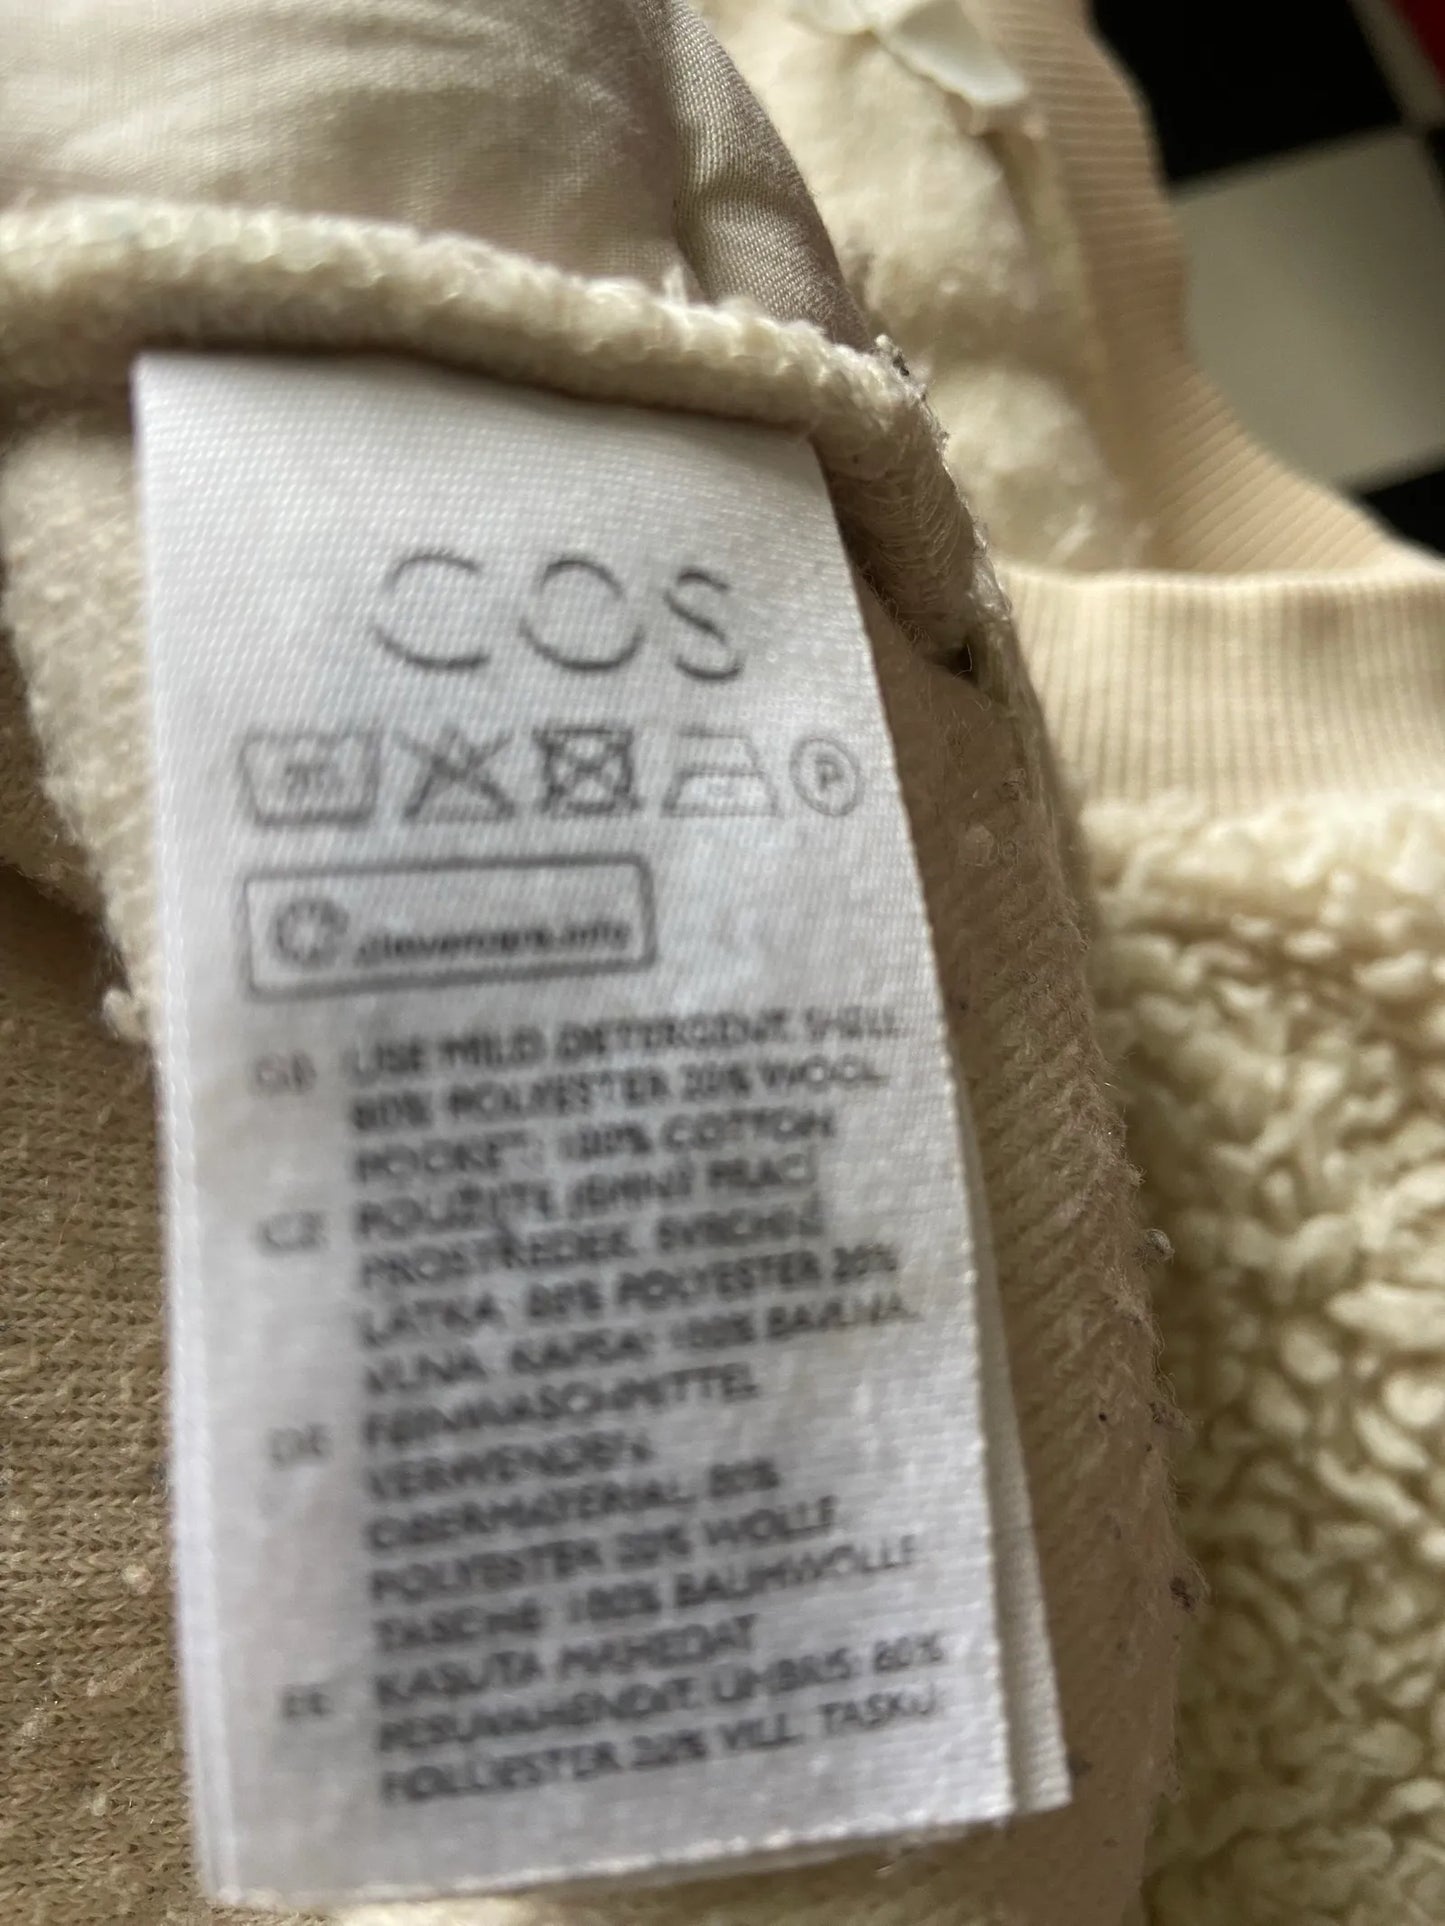 COS
P
clevercare.info
GB USE MILD DETERGENT. SHELL:
80% POLYESTER 20% WOOL
POCKET: 100% COTTON
CZ POUŽIJTE JEMNÝ PRACÍ
PROSTŘEDEK. SVRCHNÍ
LÁTKA: 80% POLYESTER 20%
VLNA KAPSA: 100% BAVLNA
DE FEINWASCHMITTEL
VERWENDEN.
OBERMATERIAL: 80%
POLYESTER 20% WOLLE
TASCHE: 100% BAUMWOLLE
EE KASUTA MAHEDAT
PESUVAHENDIT. ÜMBRIS: 80%
POLÜESTER 20% VILL TASKU: